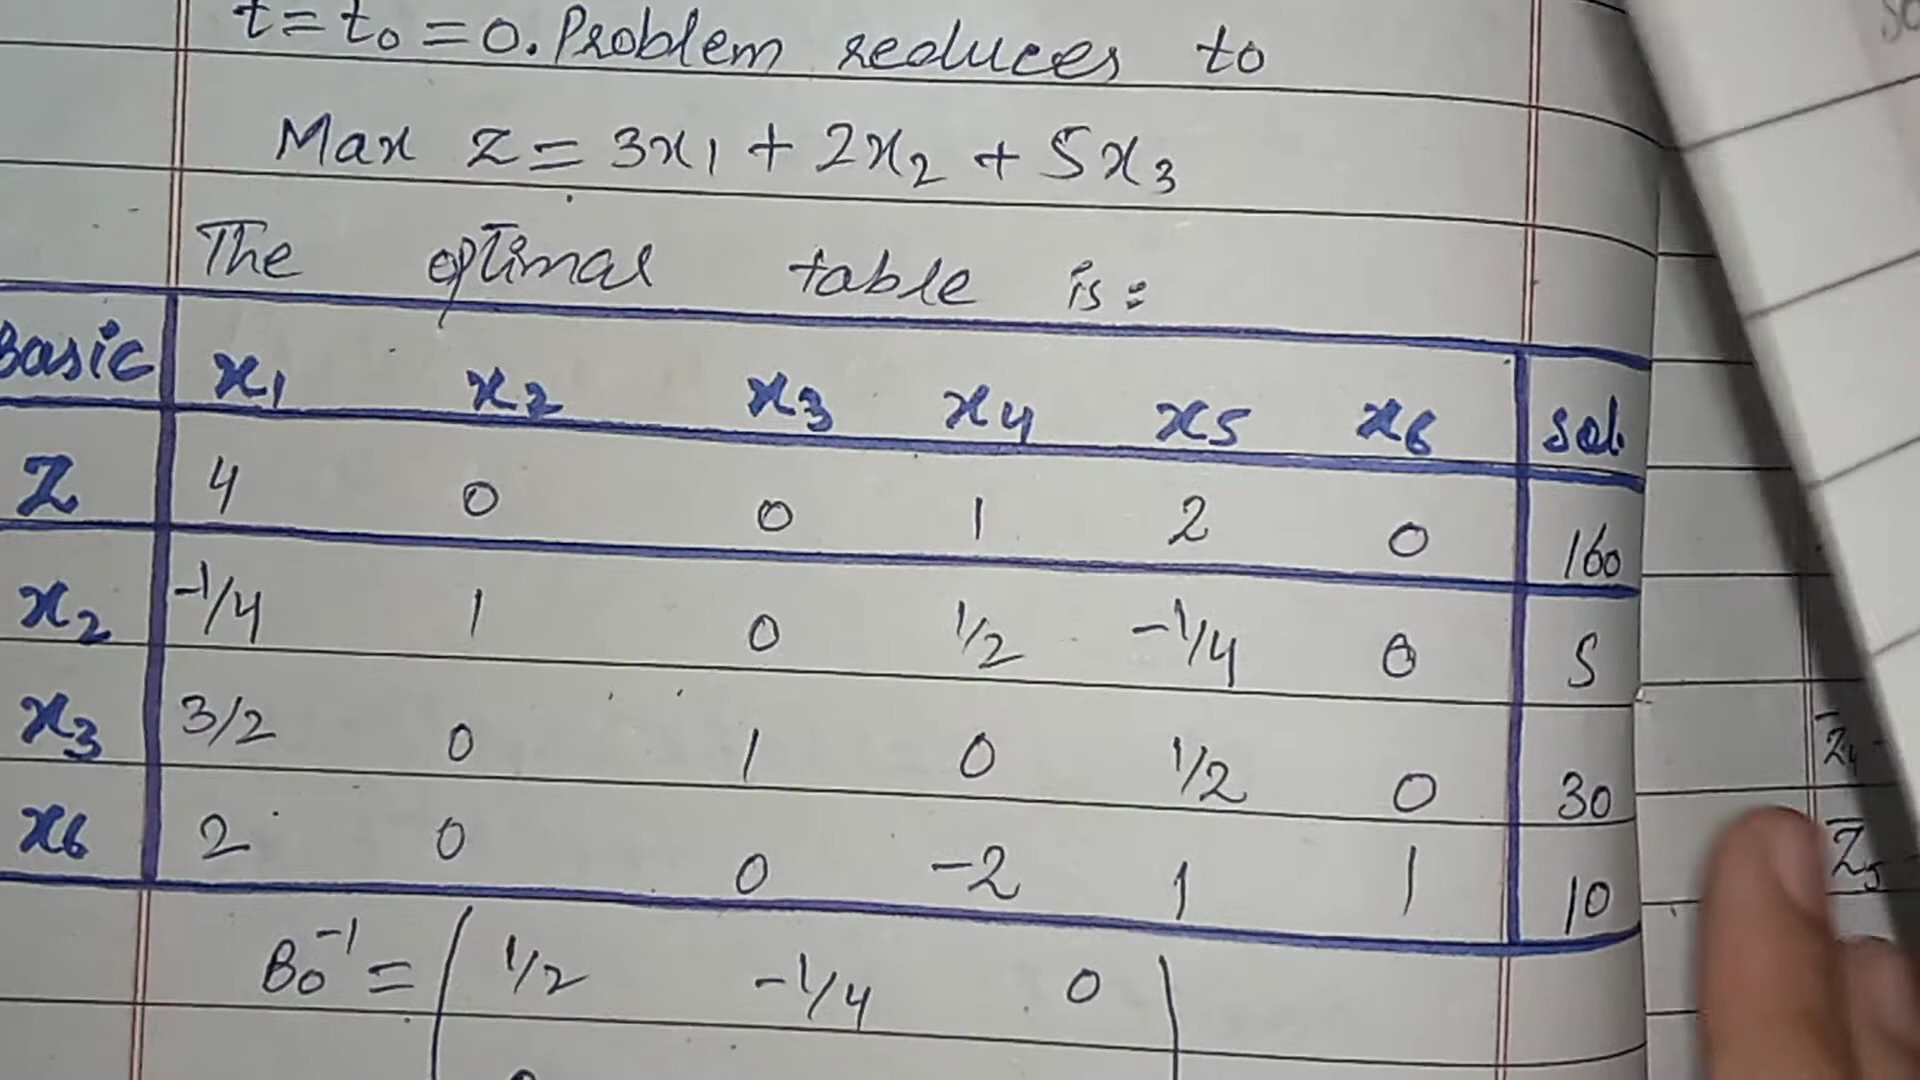 t = t₀ = 0. Problem reduces to
Max Z = 3x₁ + 2x₂ + 5x₃
The optimal table is:
Basic x₁ x₂ x₃ x₄ x₅ x₆ Sol.
Z 4 0 0 1 2 0 160
x₂ -1/4 1 0 1/2 -1/4 0 5
x₃ 3/2 0 1 0 1/2 0 30
x₆ 2 0 0 -2 1 1 10
B₀⁻¹ = ( 1/2 -1/4 0 )